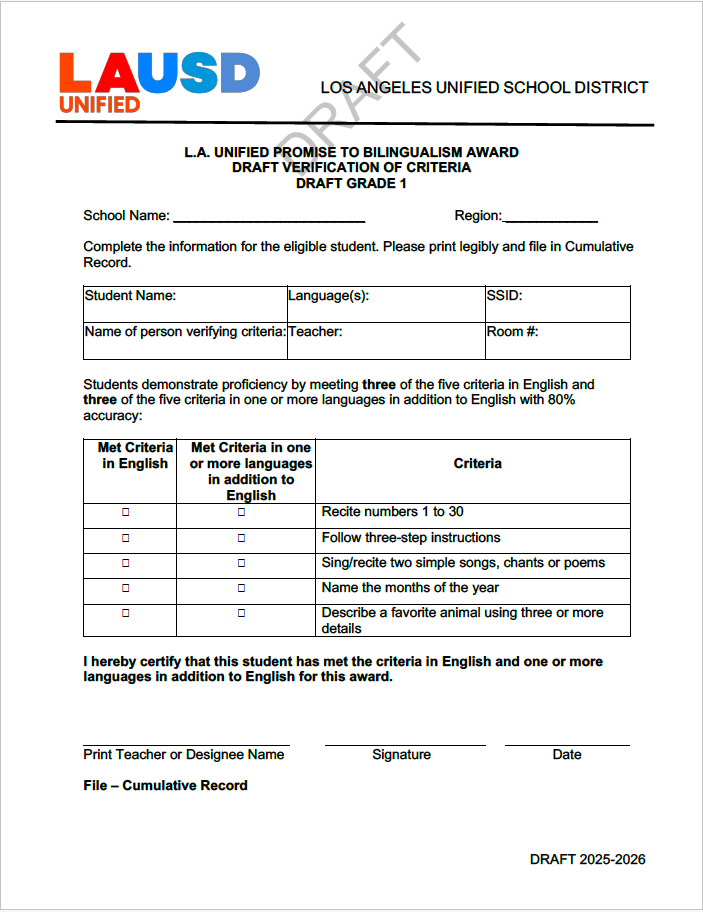 LAUSD
UNIFIED
LOS ANGELES UNIFIED SCHOOL DISTRICT
DRAFT
L.A. UNIFIED PROMISE TO BILINGUALISM AWARD
DRAFT VERIFICATION OF CRITERIA
DRAFT GRADE 1
School Name: _________________________ Region:____________
Complete the information for the eligible student. Please print legibly and file in Cumulative
Record.
Student Name: Language(s): SSID:
Name of person verifying criteria: Teacher: Room #:
Students demonstrate proficiency by meeting three of the five criteria in English and
three of the five criteria in one or more languages in addition to English with 80%
accuracy:
Met Criteria
in English
Met Criteria in one
or more languages
in addition to
English
Criteria
☐ ☐ Recite numbers 1 to 30
☐ ☐ Follow three-step instructions
☐ ☐ Sing/recite two simple songs, chants or poems
☐ ☐ Name the months of the year
☐ ☐ Describe a favorite animal using three or more
details
I hereby certify that this student has met the criteria in English and one or more
languages in addition to English for this award.
Print Teacher or Designee Name Signature Date
File – Cumulative Record
DRAFT 2025-2026